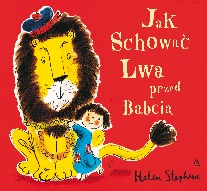 Jak
Schować
Lwa
przed
Babcią
Helen Stephens